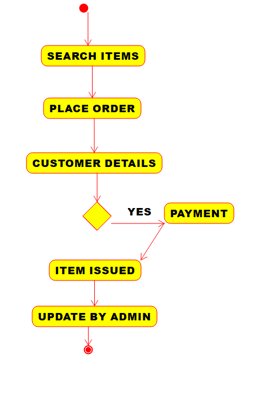 SEARCH ITEMS
PLACE ORDER
CUSTOMER DETAILS
YES
PAYMENT
ITEM ISSUED
UPDATE BY ADMIN